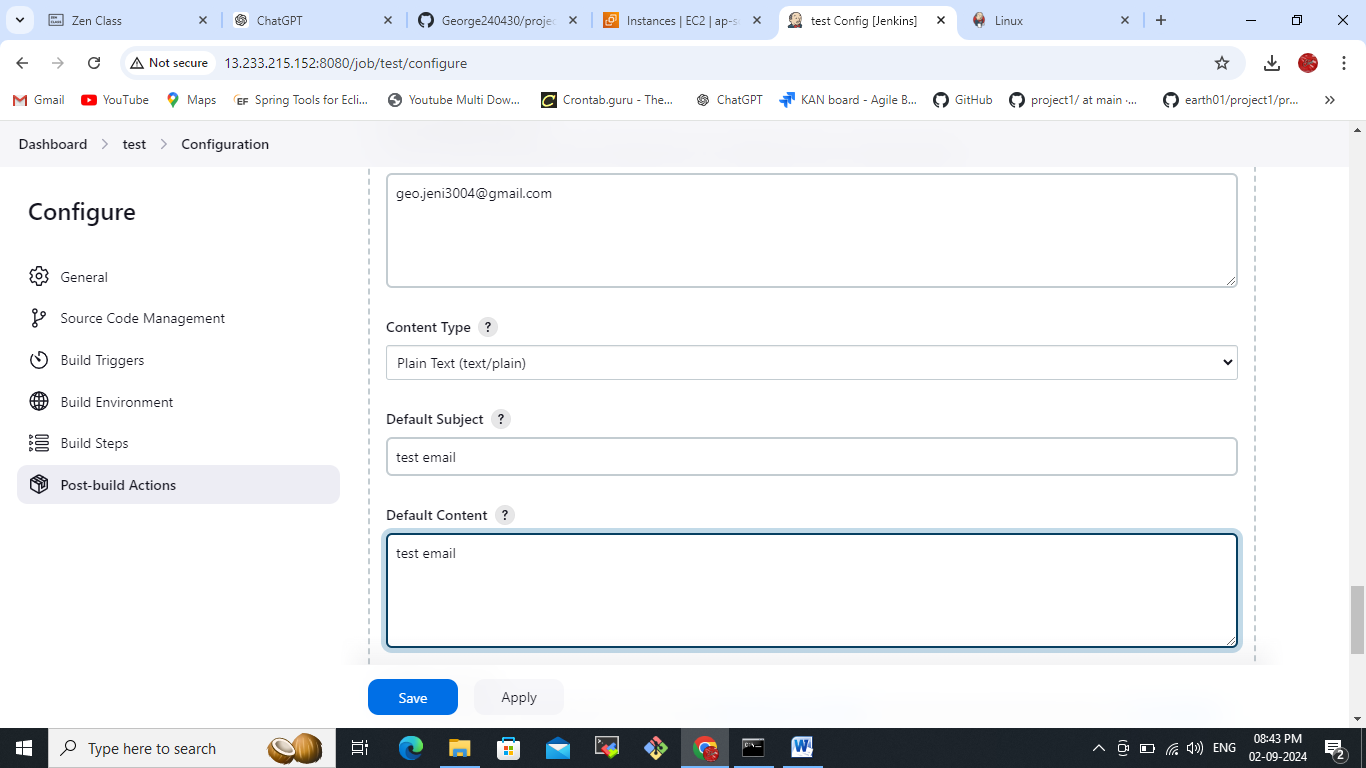 Zen Class
ChatGPT
George240430/projec
Instances | EC2 | ap-s
test Config [Jenkins]
Linux
Not secure
13.233.215.152:8080/job/test/configure
Gmail
YouTube
Maps
Spring Tools for Ecli...
Youtube Multi Dow...
Crontab.guru - The...
ChatGPT
KAN board - Agile B...
GitHub
project1/ at main ·...
earth01/project1/pr...
Dashboard
test
Configuration
Configure
General
Source Code Management
Build Triggers
Build Environment
Build Steps
Post-build Actions
geo.jeni3004@gmail.com
Content Type ?
Plain Text (text/plain)
Default Subject ?
test email
Default Content ?
test email
Save
Apply
Type here to search
ENG
08:43 PM
02-09-2024
2